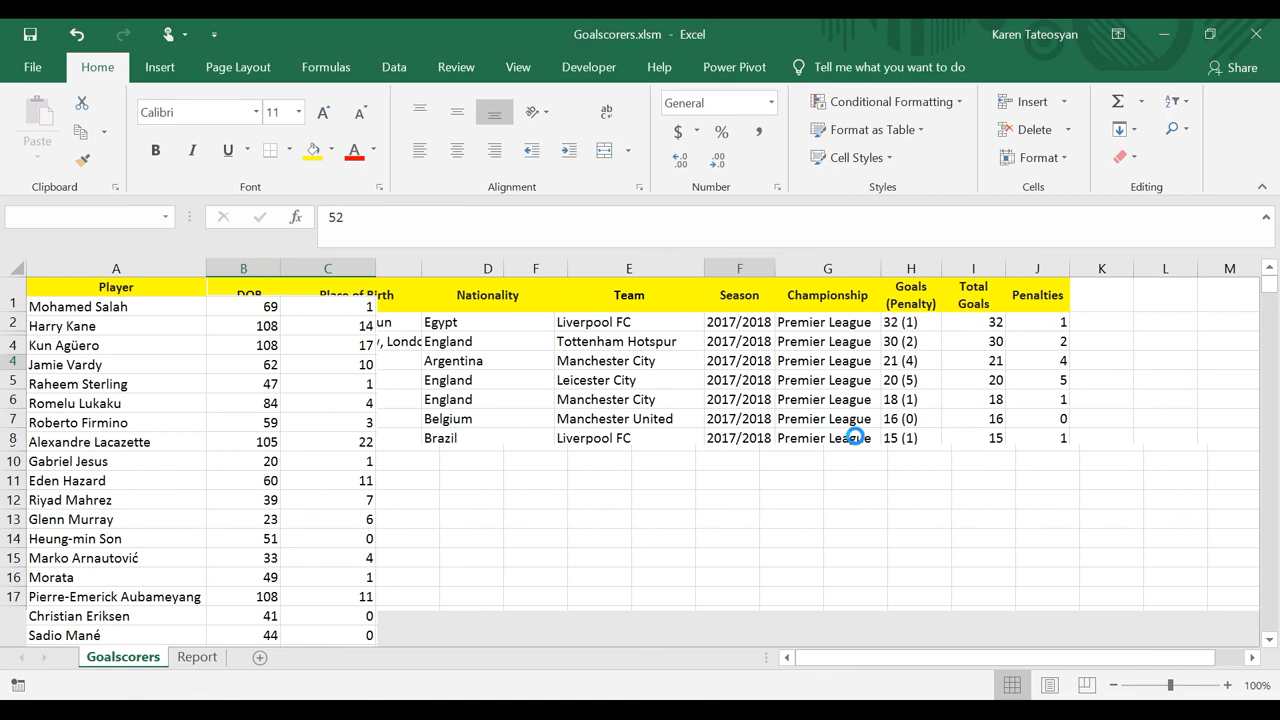 Goalscorers.xlsm - Excel
Karen Tateosyan
File Home Insert Page Layout Formulas Data Review View Developer Help Power Pivot Tell me what you want to do Share
Paste Calibri 11 General Conditional Formatting Insert
B I U A $ % , Format as Table Delete
Cell Styles Format
Clipboard Font Alignment Number Styles Cells Editing
52
A B C D F E F G H I J K L M
Player DOB Place of Birth Nationality Team Season Championship Goals (Penalty) Total Goals Penalties
1 Mohamed Salah 69 1
2 un Egypt Liverpool FC 2017/2018 Premier League 32 (1) 32 1
Harry Kane 108 14
4 Kun Agüero 108 17 , London England Tottenham Hotspur 2017/2018 Premier League 30 (2) 30 2
4 Jamie Vardy 62 10 Argentina Manchester City 2017/2018 Premier League 21 (4) 21 4
5 Raheem Sterling 47 1 England Leicester City 2017/2018 Premier League 20 (5) 20 5
6 Romelu Lukaku 84 4 England Manchester City 2017/2018 Premier League 18 (1) 18 1
7 Roberto Firmino 59 3 Belgium Manchester United 2017/2018 Premier League 16 (0) 16 0
8 Alexandre Lacazette 105 22 Brazil Liverpool FC 2017/2018 Premier League 15 (1) 15 1
10 Gabriel Jesus 20 1
11 Eden Hazard 60 11
12 Riyad Mahrez 39 7
13 Glenn Murray 23 6
14 Heung-min Son 51 0
15 Marko Arnautović 33 4
16 Morata 49 1
17 Pierre-Emerick Aubameyang 108 11
Christian Eriksen 41 0
Sadio Mané 44 0
Goalscorers Report
100%